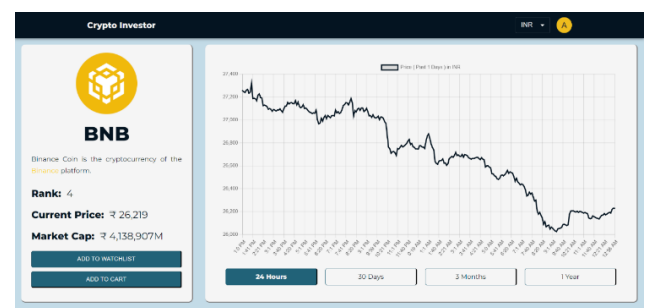 Crypto Investor
INR
A
BNB
Binance Coin is the cryptocurrency of the
Binance platform.
Rank: 4
Current Price: ₹ 26,219
Market Cap: ₹ 4,138,907M
ADD TO WATCHLIST
ADD TO CART
Price ( Past 1 Days ) in INR
27,400
27,200
27,000
26,800
26,600
26,400
26,200
26,000
24 Hours
30 Days
3 Months
1 Year